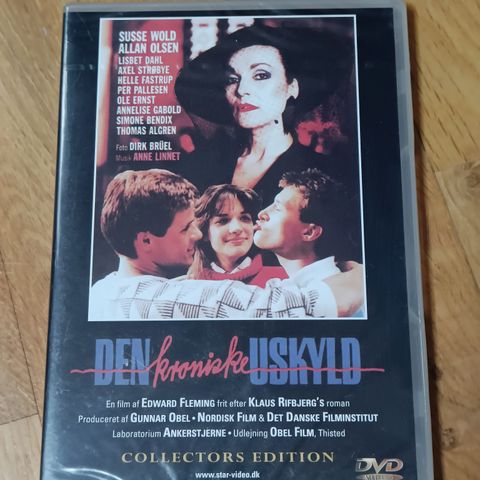 SUSSE WOLD
ALLAN OLSEN
LISBET DAHL
AXEL STRØBYE
HELLE FASTRUP
PER PALLESEN
OLE ERNST
ANNELISE GABOLD
SIMONE BENDIX
THOMAS ALGREN
Foto DIRK BRÜEL
Musik ANNE LINNET
DEN kroniske USKYLD
En film af EDWARD FLEMING frit efter KLAUS RIFBJERG'S roman
Produceret af GUNNAR OBEL • NORDISK FILM & DET DANSKE FILMINSTITUT
Laboratorium ANKERSTJERNE • Udlejning OBEL FILM, Thisted
COLLECTORS EDITION
www.star-video.dk
DVD